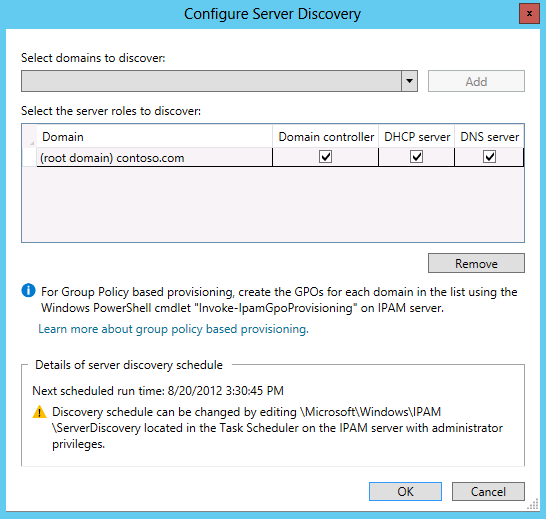 Configure Server Discovery
x
Select domains to discover:
Add
Select the server roles to discover:
Domain Domain controller DHCP server DNS server
(root domain) contoso.com
Remove
For Group Policy based provisioning, create the GPOs for each domain in the list using the
Windows PowerShell cmdlet "Invoke-IpamGpoProvisioning" on IPAM server.
Learn more about group policy based provisioning.
Details of server discovery schedule
Next scheduled run time: 8/20/2012 3:30:45 PM
Discovery schedule can be changed by editing \Microsoft\Windows\IPAM
\ServerDiscovery located in the Task Scheduler on the IPAM server with administrator
privileges.
OK Cancel